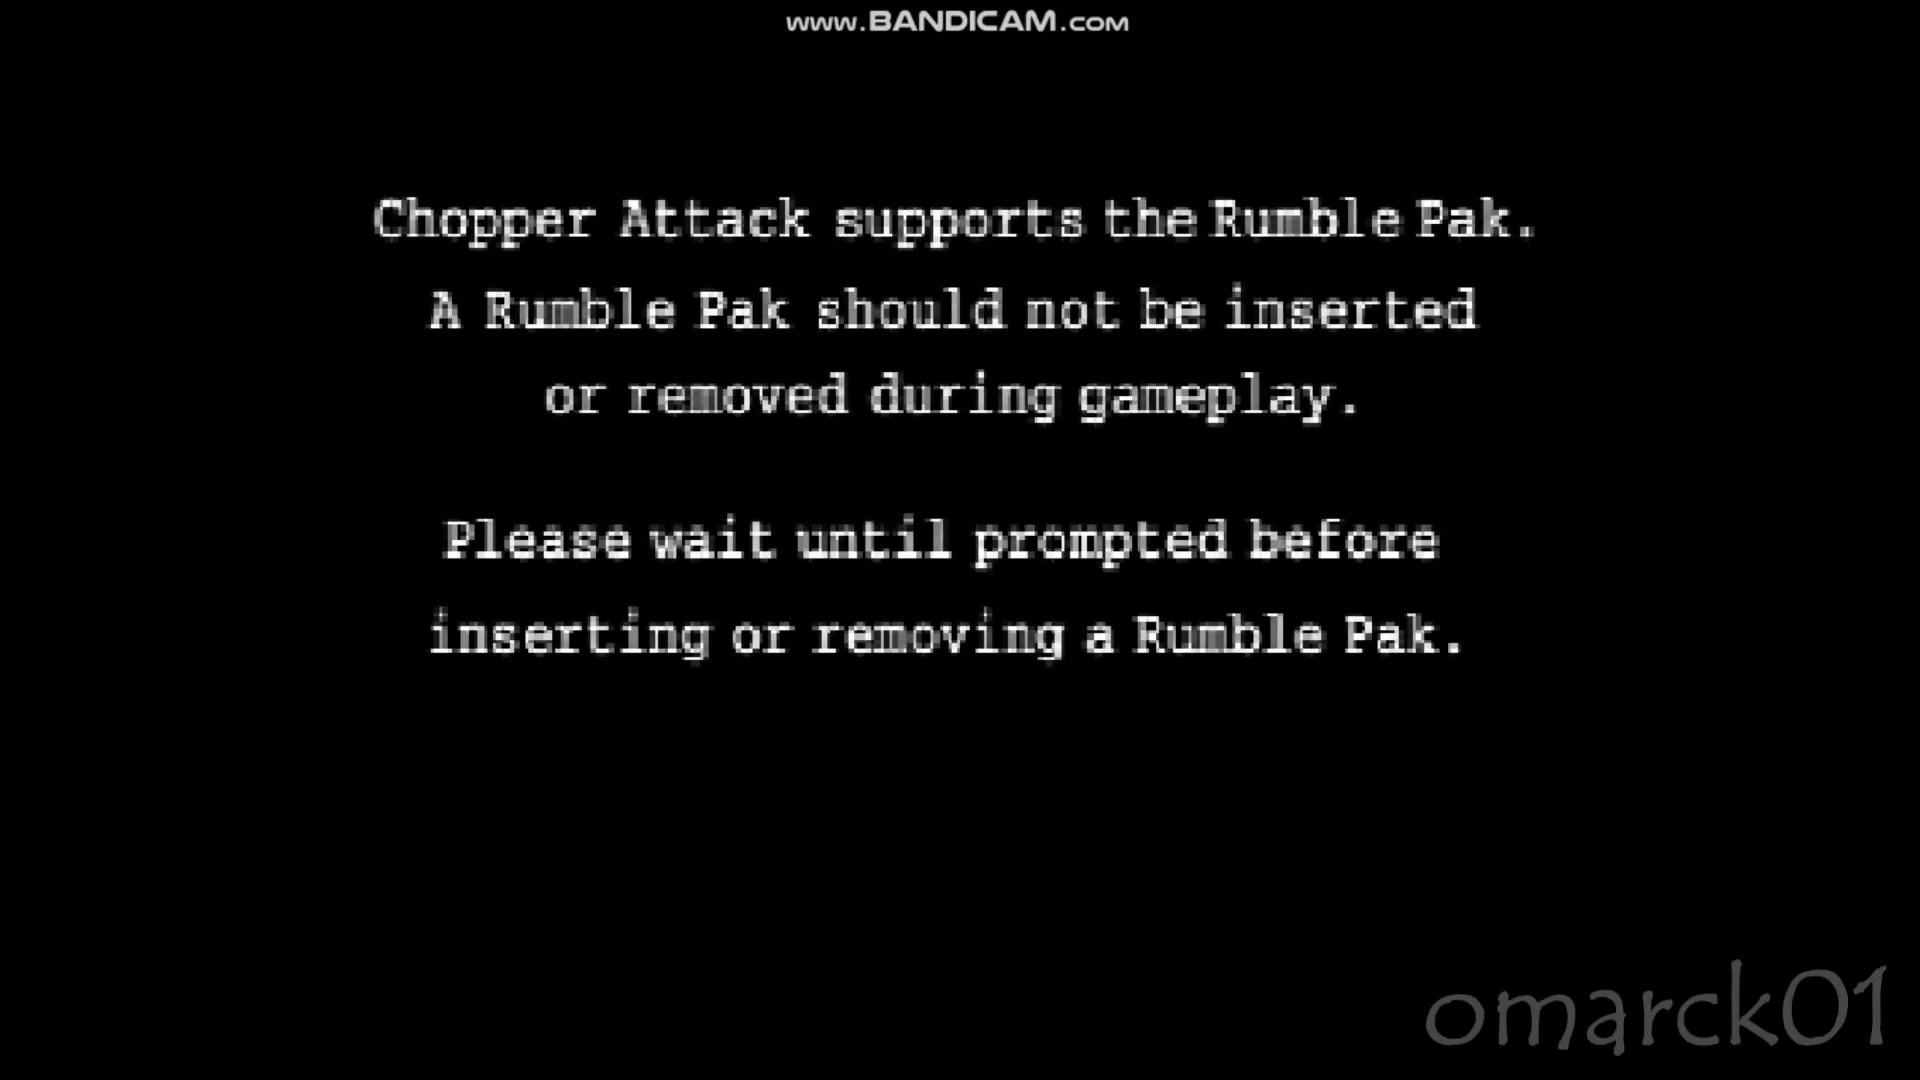 www.BANDICAM.com
Chopper Attack supports the Rumble Pak.
A Rumble Pak should not be inserted
or removed during gameplay.
Please wait until prompted before
inserting or removing a Rumble Pak.
omarck01